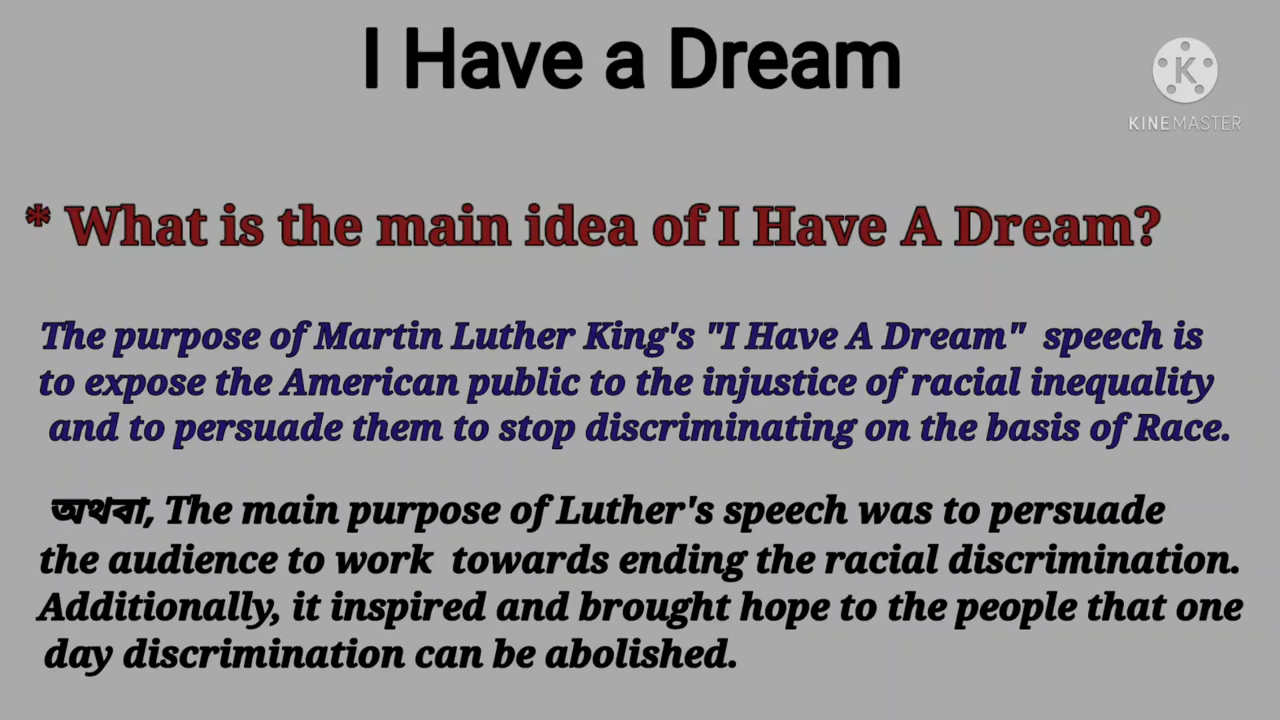 I Have a Dream
K
KINEMASTER
* What is the main idea of I Have A Dream?
The purpose of Martin Luther King's "I Have A Dream" speech is
to expose the American public to the injustice of racial inequality
and to persuade them to stop discriminating on the basis of Race.
অথবা, The main purpose of Luther's speech was to persuade
the audience to work towards ending the racial discrimination.
Additionally, it inspired and brought hope to the people that one
day discrimination can be abolished.